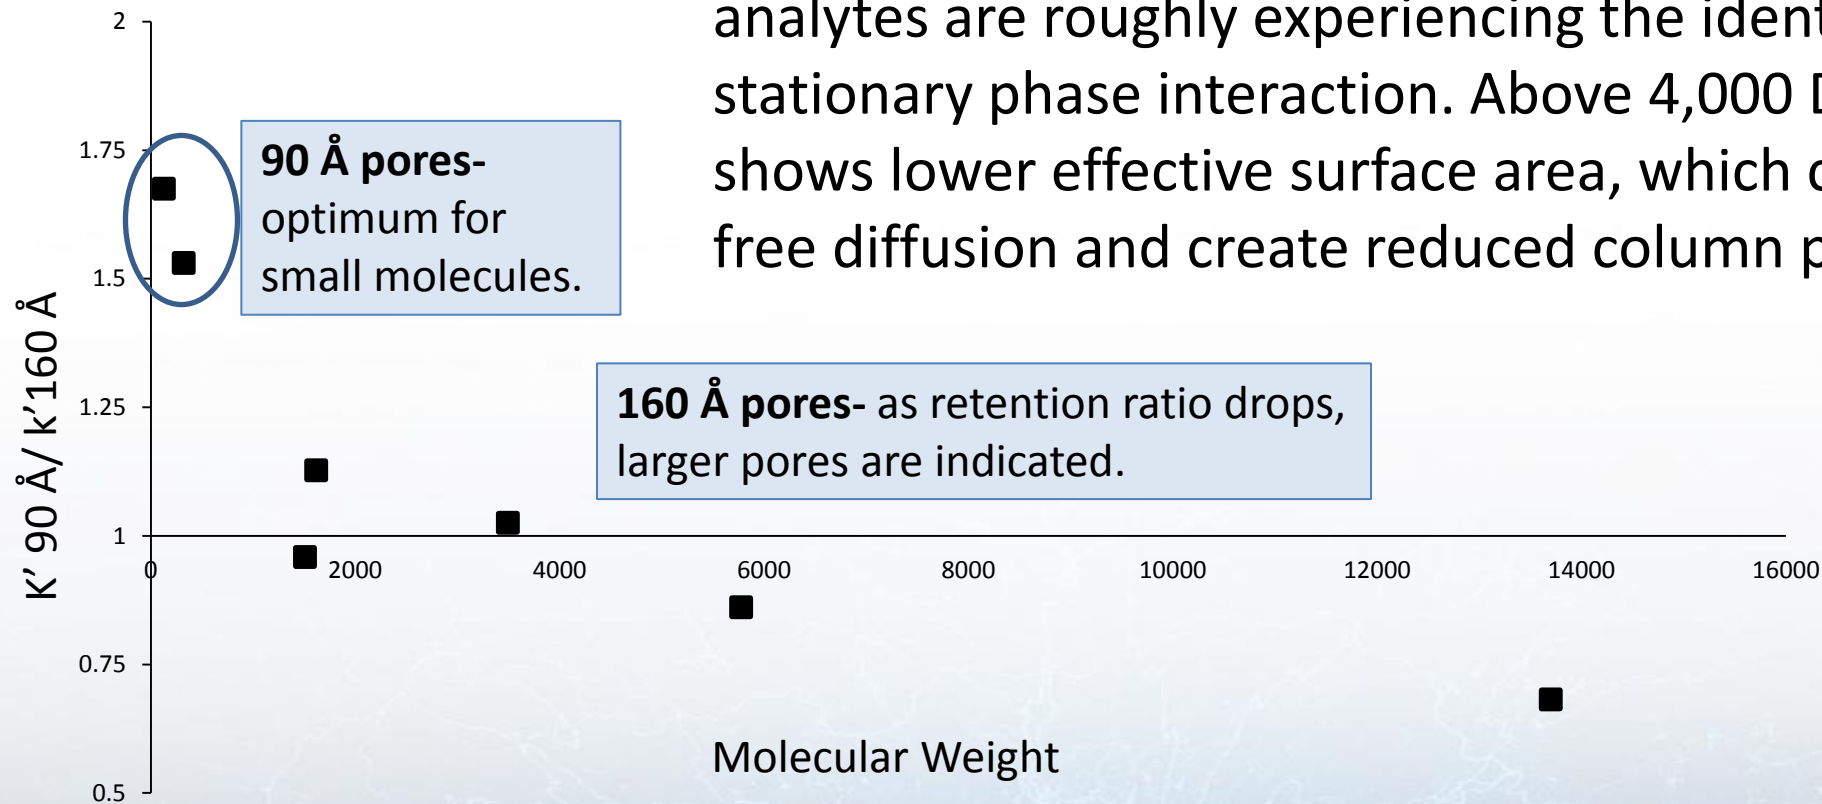 analytes are roughly experiencing the
stationary phase interaction. Above 4,000
shows lower effective surface area, which
free diffusion and create reduced column
2
1.75
1.5
1.25
1
0.75
0.5
K’ 90 Å/ k’160 Å
90 Å pores-
optimum for
small molecules.
160 Å pores- as retention ratio drops,
larger pores are indicated.
0 2000 4000 6000 8000 10000 12000 14000 16000
Molecular Weight